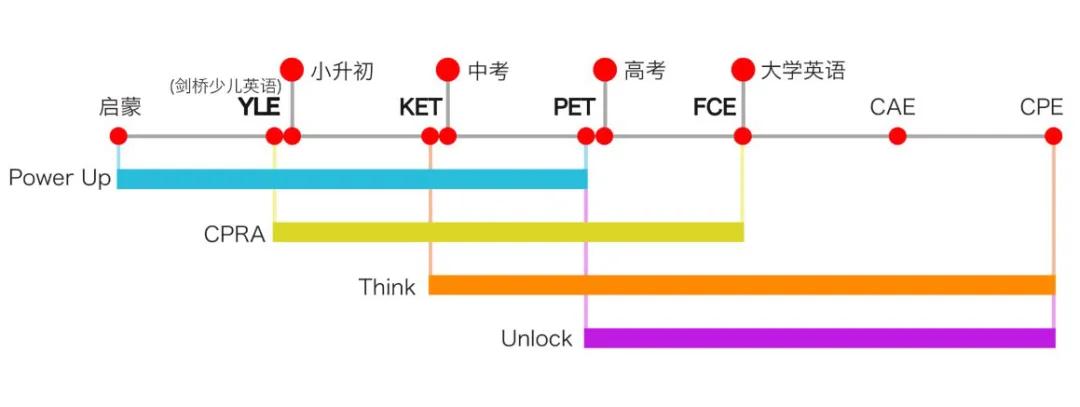 小升初
中考
高考
大学英语
(剑桥少儿英语)
启蒙
YLE
KET
PET
FCE
CAE
CPE
Power Up
CPRA
Think
Unlock